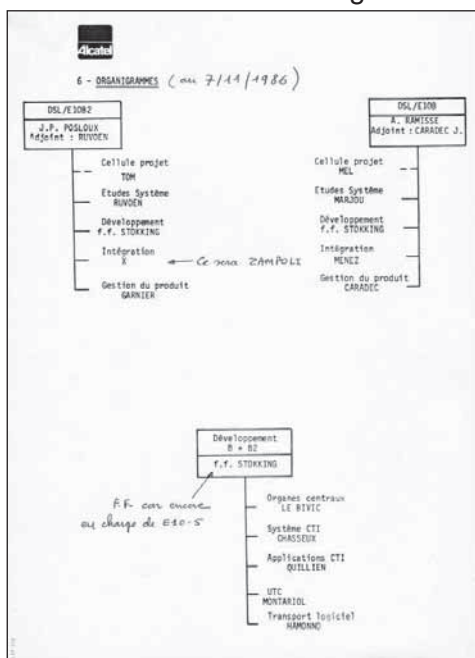 Alcatel
6 - ORGANIGRAMMES (au 7/11/1986)
DSL/E10B2
J.P. POSLOUX
Adjoint : RUVOEN
Cellule projet
TOM
Etudes Système
RUVOEN
Développement
f.f. STOKKING
Intégration
X
Ce sera ZAMPOLI
Gestion du produit
GARNIER
DSL/E10B
A. RAMISSE
Adjoint : CARADEC J.
Cellule projet
MEL
Etudes Système
MARJOU
Développement
f.f. STOKKING
Intégration
MENEZ
Gestion du produit
CARADEC
Développement
B + B2
f.f. STOKKING
F.F. car encore
en charge de E10-5
Organes centraux
LE BIVIC
Système CTI
CHASSEUX
Applications CTI
QUILLIEN
UTC
MONTARIOL
Transport logiciel
HAMONNO